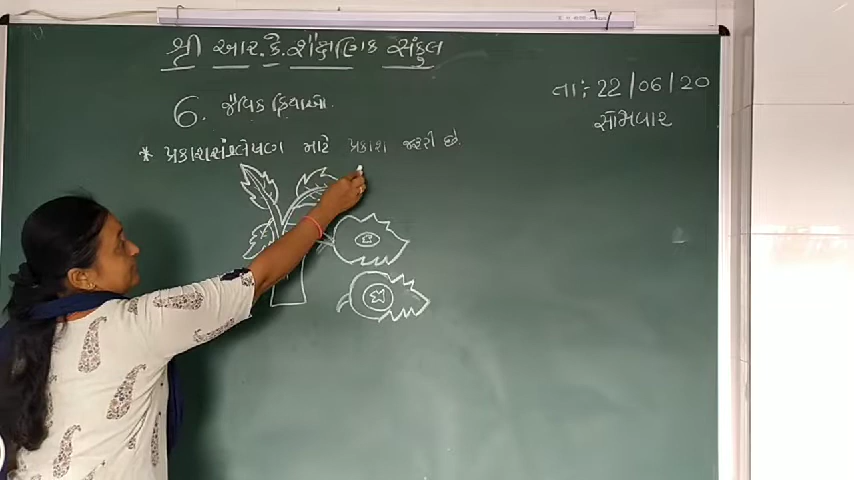 શ્રી આર.કે.શૈક્ષણિક સંકુલ
તા: 22/06/20
સોમવાર
6. જૈવિક ક્રિયાઓ.
* પ્રકાશસંશ્લેષણ માટે પ્રકાશ જરૂરી છે.